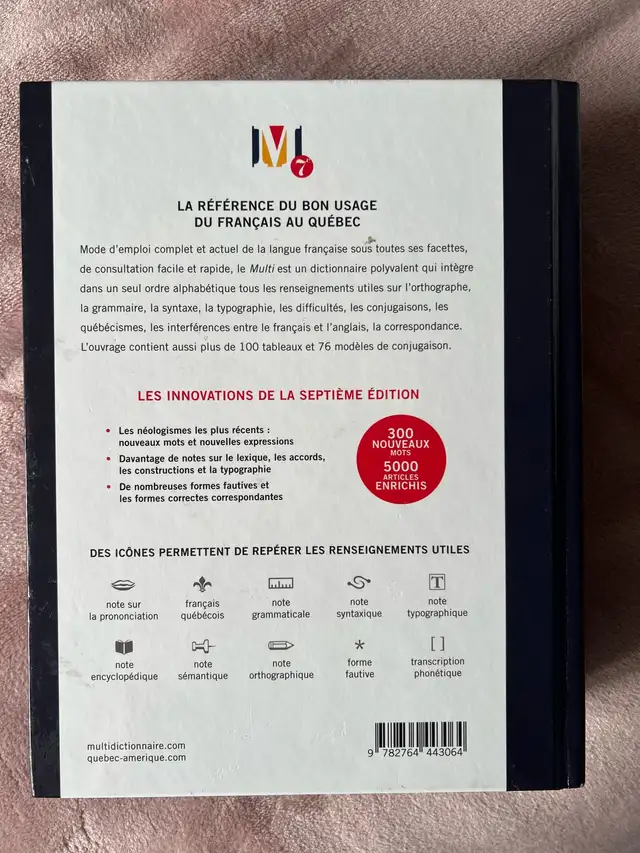 M
7e
LA RÉFÉRENCE DU BON USAGE
DU FRANÇAIS AU QUÉBEC
Mode d'emploi complet et actuel de la langue française sous toutes ses facettes,
de consultation facile et rapide, le Multi est un dictionnaire polyvalent qui intègre
dans un seul ordre alphabétique tous les renseignements utiles sur l'orthographe,
la grammaire, la syntaxe, la typographie, les difficultés, les conjugaisons, les
québécismes, les interférences entre le français et l'anglais, la correspondance.
L'ouvrage contient aussi plus de 100 tableaux et 76 modèles de conjugaison.
LES INNOVATIONS DE LA SEPTIÈME ÉDITION
• Les néologismes les plus récents :
nouveaux mots et nouvelles expressions
• Davantage de notes sur le lexique, les accords,
les constructions et la typographie
• De nombreuses formes fautives et
les formes correctes correspondantes
300
NOUVEAUX
MOTS
5000
ARTICLES
ENRICHIS
DES ICÔNES PERMETTENT DE REPÉRER LES RENSEIGNEMENTS UTILES
note sur
la prononciation
français
québécois
note
grammaticale
note
syntaxique
T
note
typographique
note
encyclopédique
note
sémantique
note
orthographique
*
forme
fautive
[ ]
transcription
phonétique
multidictionnaire.com
quebec-amerique.com
9 782764 443064